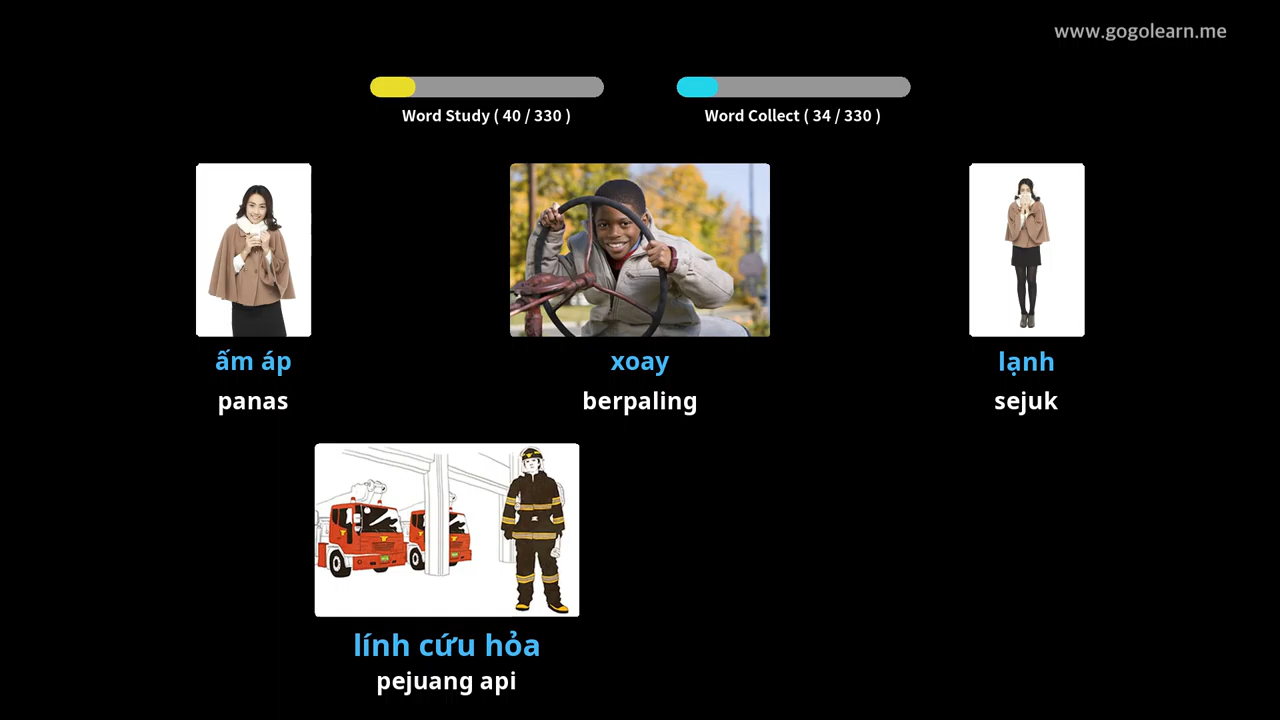 www.gogolearn.me
Word Study ( 40 / 330 )
Word Collect ( 34 / 330 )
ấm áp
panas
xoay
berpaling
lạnh
sejuk
lính cứu hỏa
pejuang api